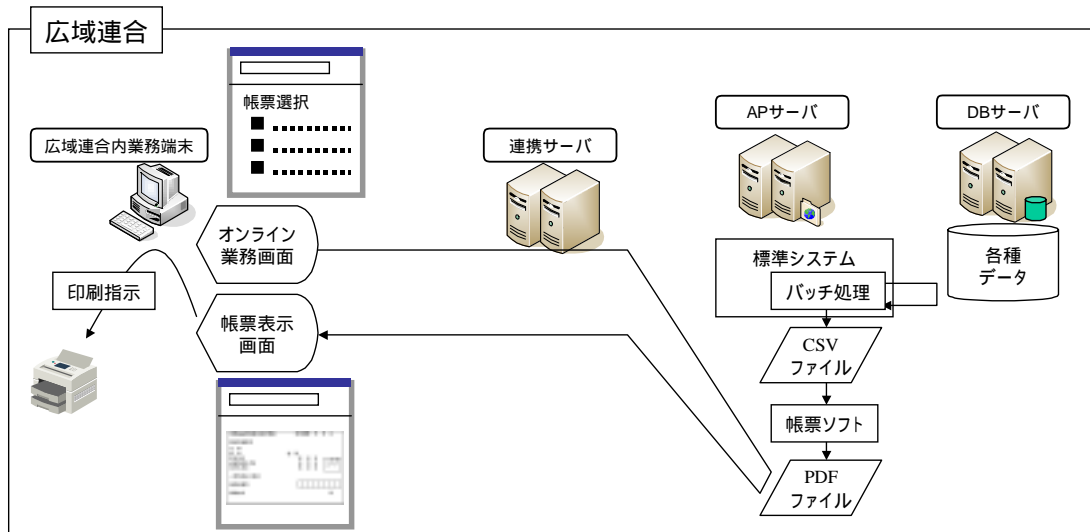 広域連合
帳票選択
広域連合内業務端末
連携サーバ
APサーバ
DBサーバ
オンライン
業務画面
標準システム
バッチ処理
各種
データ
印刷指示
帳票表示
画面
CSV
ファイル
帳票ソフト
PDF
ファイル